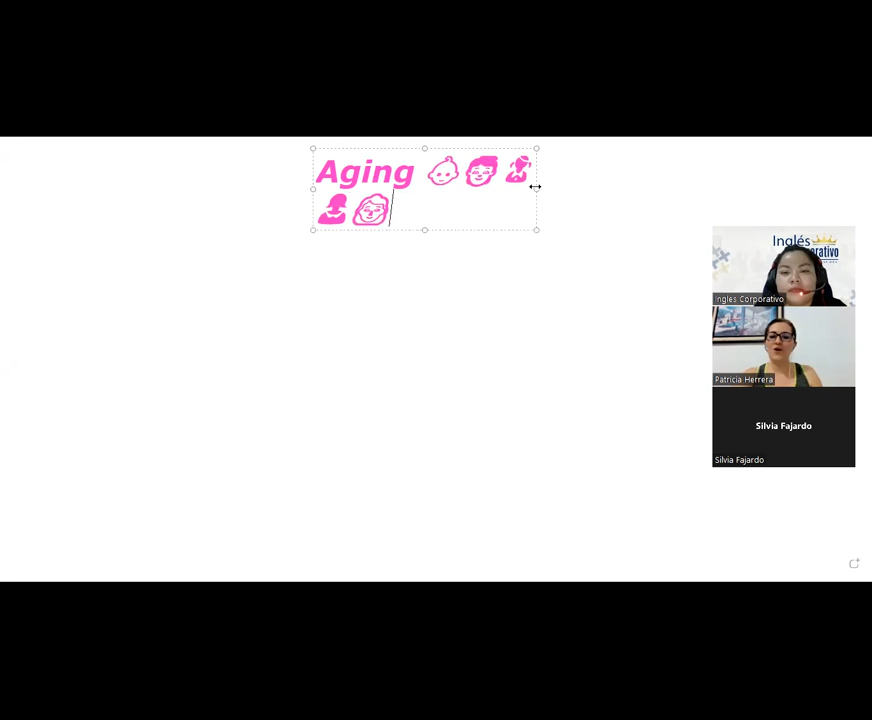 Aging 👶🧒👩‍💼
👩👵
Inglés
Corporativo
Ingles Corporativo
Patricia Herrera
Silvia Fajardo
Silvia Fajardo